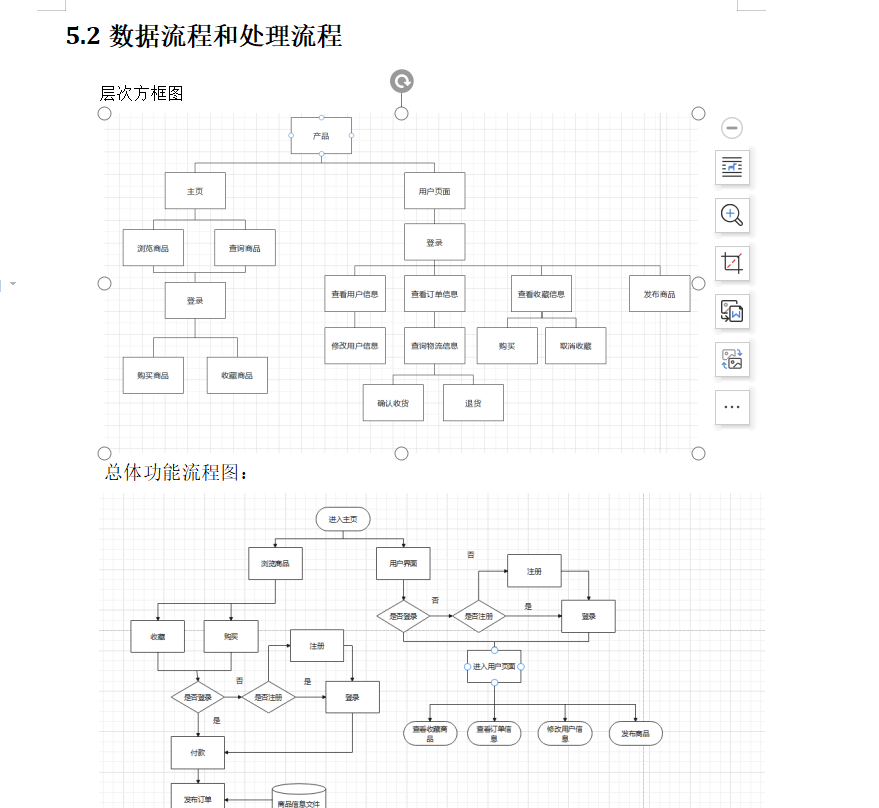 5.2 数据流程和处理流程
层次方框图
产品
主页
用户页面
登录
浏览商品
查询商品
查看用户信息
查看订单信息
查看收藏信息
发布商品
登录
修改用户信息
查询物流信息
购买
取消收藏
购买商品
收藏商品
确认收货
退货
总体功能流程图：
进入主页
浏览商品
用户界面
否
注册
否
是否登录
是否注册
是
登录
收藏
购买
注册
进入用户页面
否
是
是否登录
是否注册
登录
是
查看收藏商
品
查看订单信
息
修改用户信
息
发布商品
付款
发布订单
商品信息文件